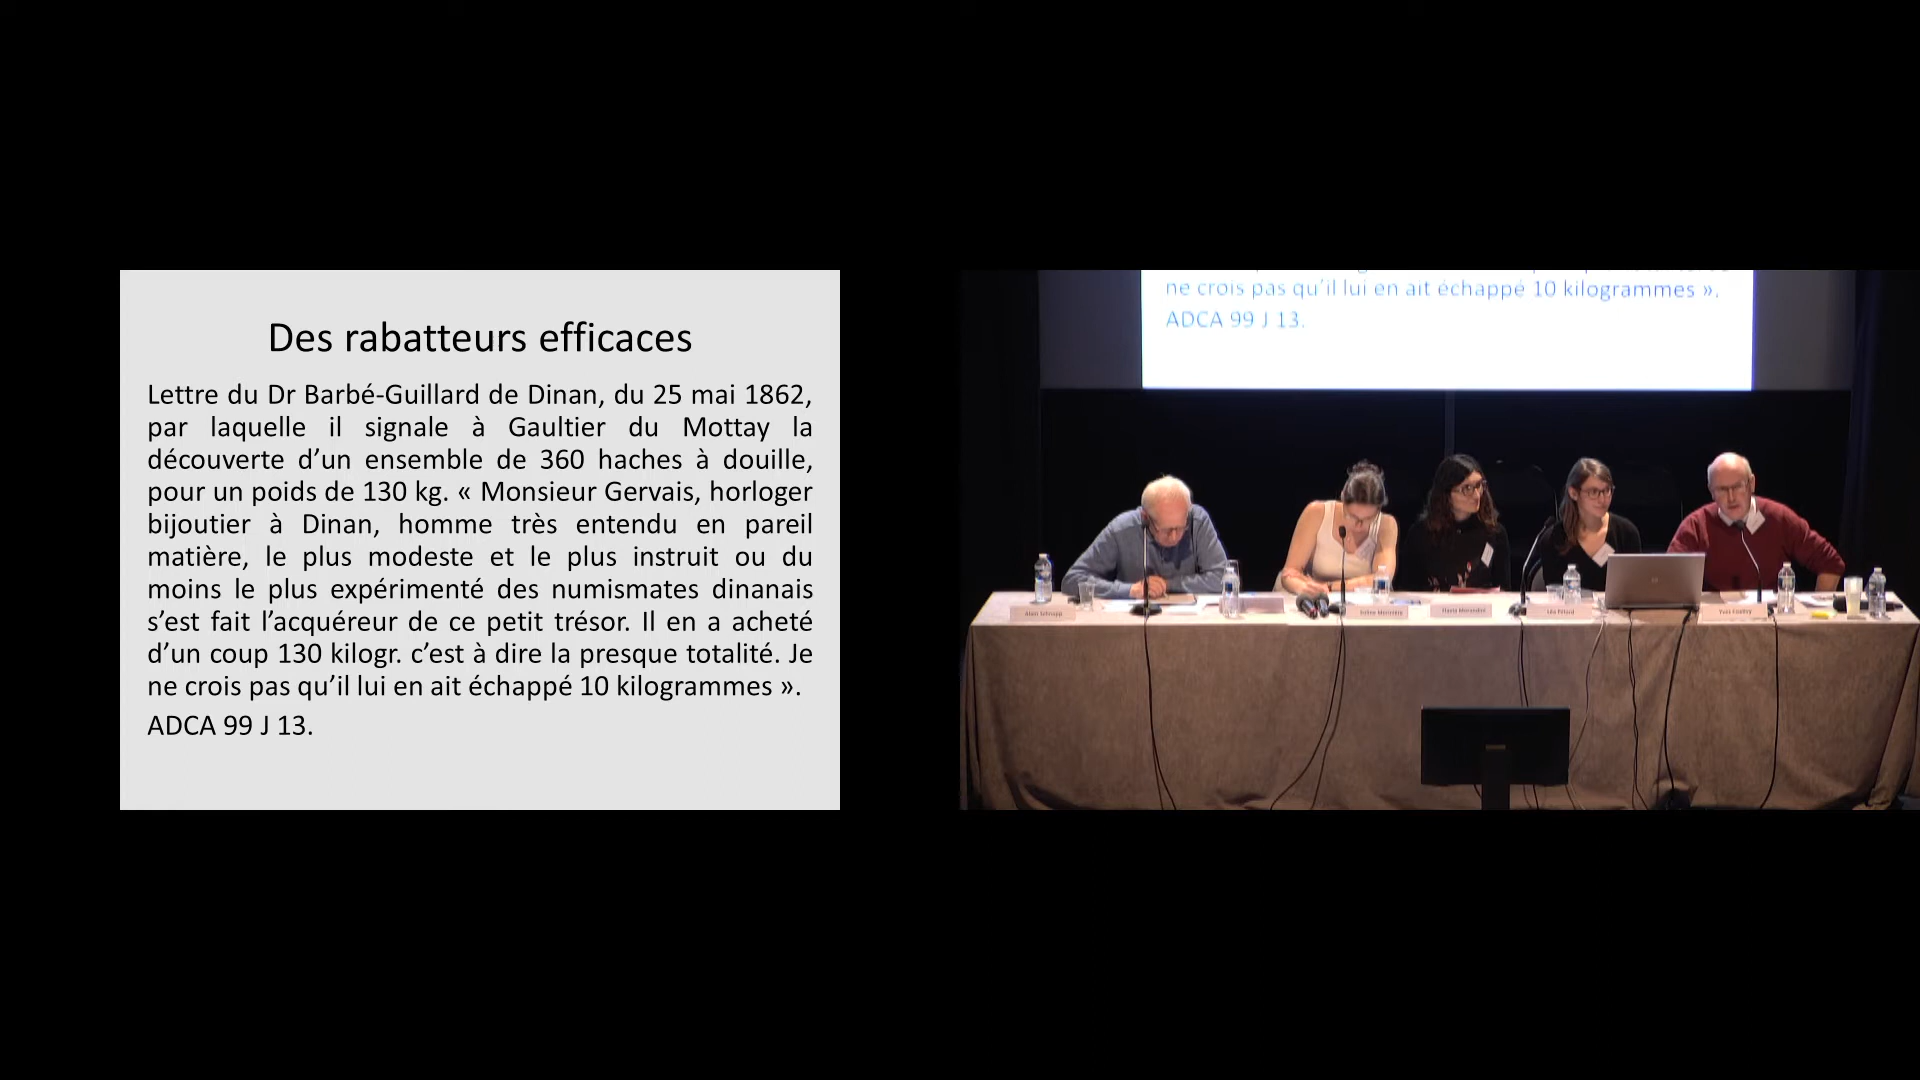 Des rabatteurs efficaces
Lettre du Dr Barbé-Guillard de Dinan, du 25 mai 1862,
par laquelle il signale à Gaultier du Mottay la
découverte d’un ensemble de 360 haches à douille,
pour un poids de 130 kg. « Monsieur Gervais, horloger
bijoutier à Dinan, homme très entendu en pareil
matière, le plus modeste et le plus instruit ou du
moins le plus expérimenté des numismates dinanais
s’est fait l’acquéreur de ce petit trésor. Il en a acheté
d’un coup 130 kilogr. c’est à dire la presque totalité. Je
ne crois pas qu’il lui en ait échappé 10 kilogrammes ».
ADCA 99 J 13.
ne crois pas qu’il lui en ait échappé 10 kilogrammes ».
ADCA 99 J 13.
Alain Schnapp